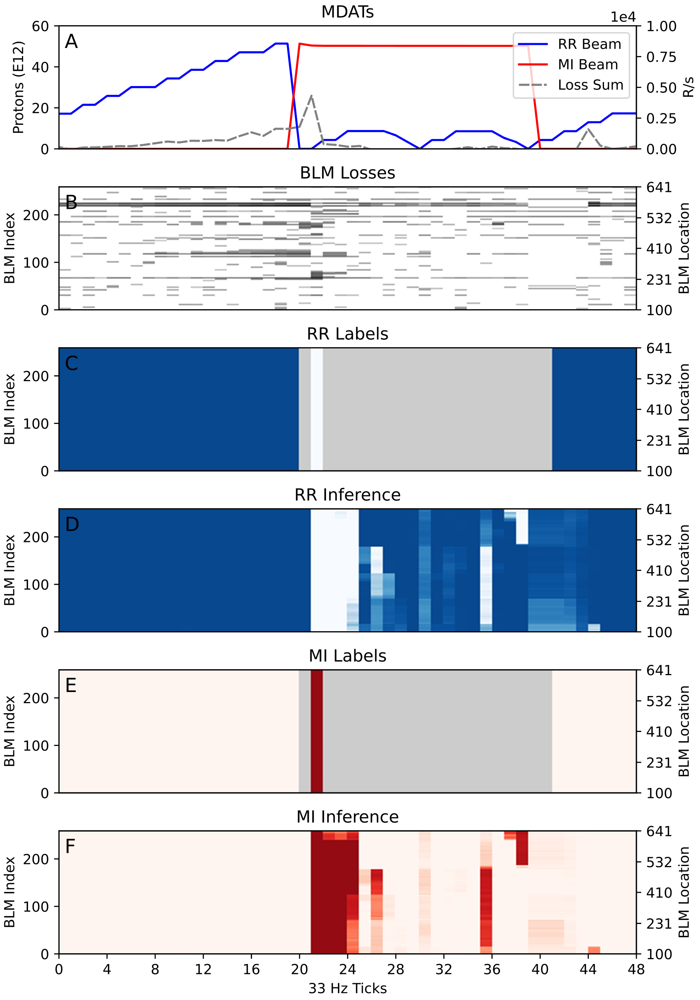 MDATs
1e4
A
60
40
20
0
Protons (E12)
1.00
0.75
0.50
0.25
0.00
R/s
RR Beam
MI Beam
Loss Sum
BLM Losses
B
200
100
0
BLM Index
641
532
410
231
100
BLM Location
RR Labels
C
200
100
0
BLM Index
641
532
410
231
100
BLM Location
RR Inference
D
200
100
0
BLM Index
641
532
410
231
100
BLM Location
MI Labels
E
200
100
0
BLM Index
641
532
410
231
100
BLM Location
MI Inference
F
200
100
0
BLM Index
641
532
410
231
100
BLM Location
0 4 8 12 16 20 24 28 32 36 40 44 48
33 Hz Ticks